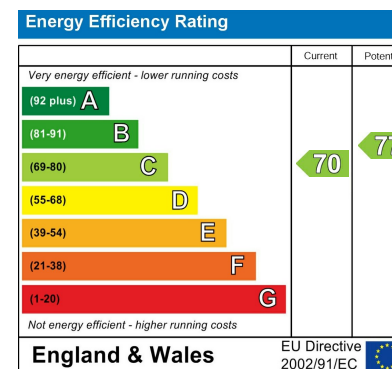 Energy Efficiency Rating
Current Potent
Very energy efficient - lower running costs
(92 plus) A
(81-91) B
(69-80) C
(55-68) D
(39-54) E
(21-38) F
(1-20) G
70
77
Not energy efficient - higher running costs
England & Wales
EU Directive
2002/91/EC